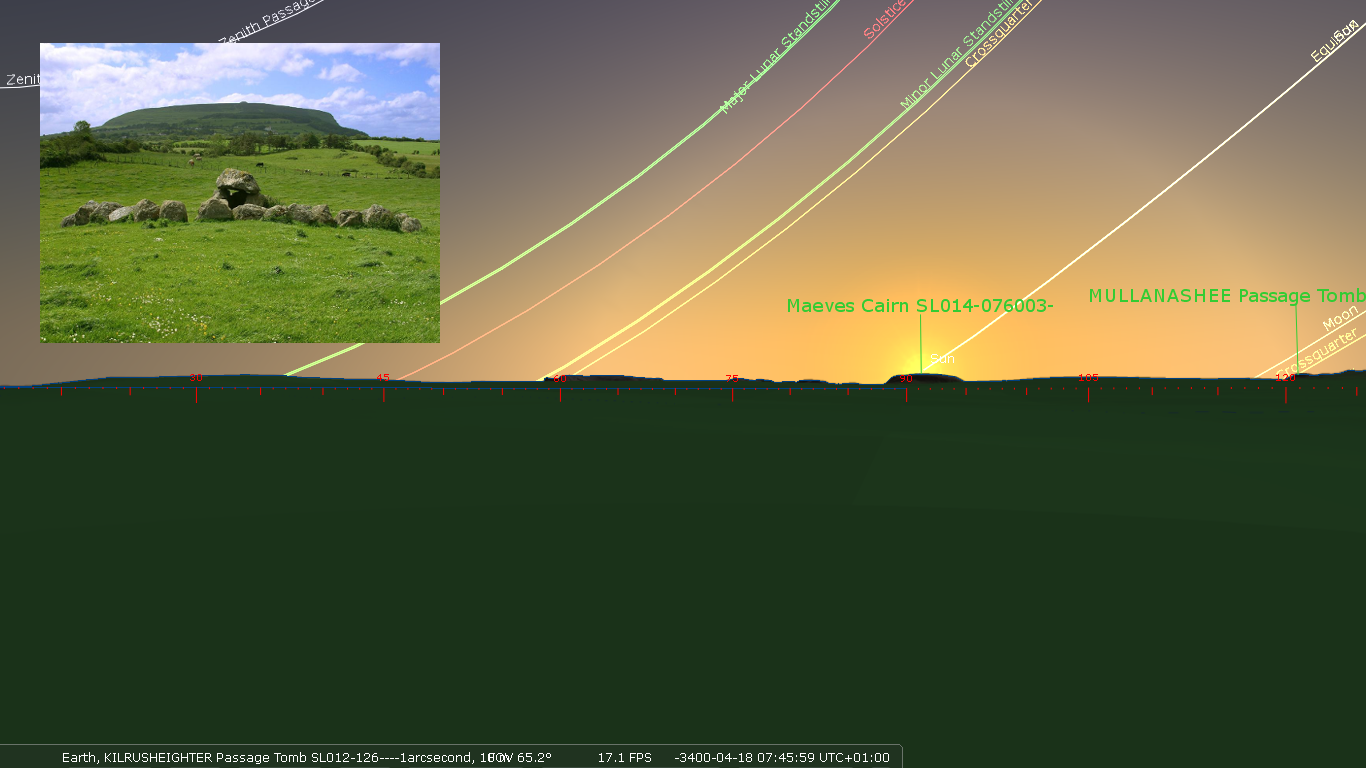 Zenith Passage
Zenit
Major Lunar Standstill
Solstice
Minor Lunar Standstill
Crossquarter
Equinox
Sun
Maeves Cairn SL014-076003-
MULLANASHEE Passage Tomb
Moon
Crossquarter
Sun
30 45 60 75 90 105 120
Earth, KILRUSHEIGHTER Passage Tomb SL012-126----1arcsecond, 10 m FOV 65.2° 17.1 FPS -3400-04-18 07:45:59 UTC+01:00